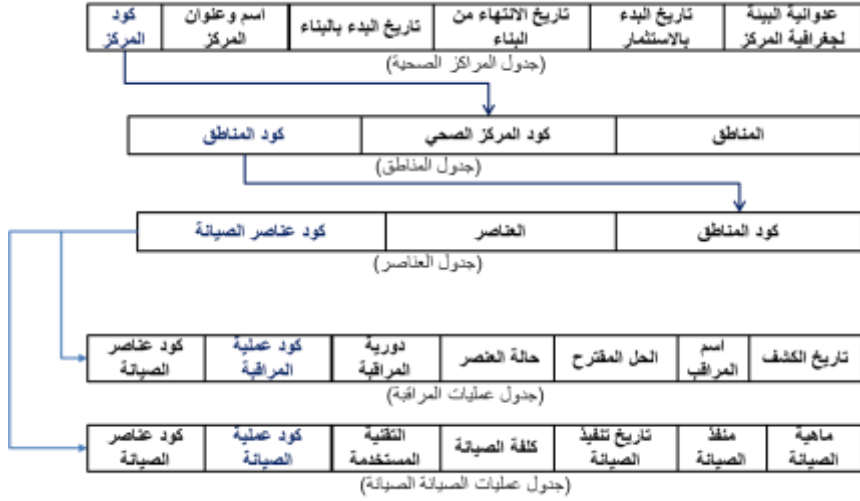 عدوانية البيئة
لجغرافية المركز
تاريخ البدء
بالاستثمار
تاريخ الانتهاء من
البناء
تاريخ البدء بالبناء
اسم وعنوان
المركز
كود
المركز
(جدول المراكز الصحية)
المناطق
كود المركز الصحي
كود المناطق
(جدول المناطق)
كود المناطق
العناصر
كود عناصر الصيانة
(جدول العناصر)
تاريخ الكشف
اسم
المراقب
الحل المقترح
حالة العنصر
دورية
المراقبة
كود عملية
المراقبة
كود عناصر
الصيانة
(جدول عمليات المراقبة)
ماهية
الصيانة
منفذ
الصيانة
تاريخ تنفيذ
الصيانة
كلفة الصيانة
التقنية
المستخدمة
كود عملية
الصيانة
كود عناصر
الصيانة
(جدول عمليات الصيانة الصيانة)